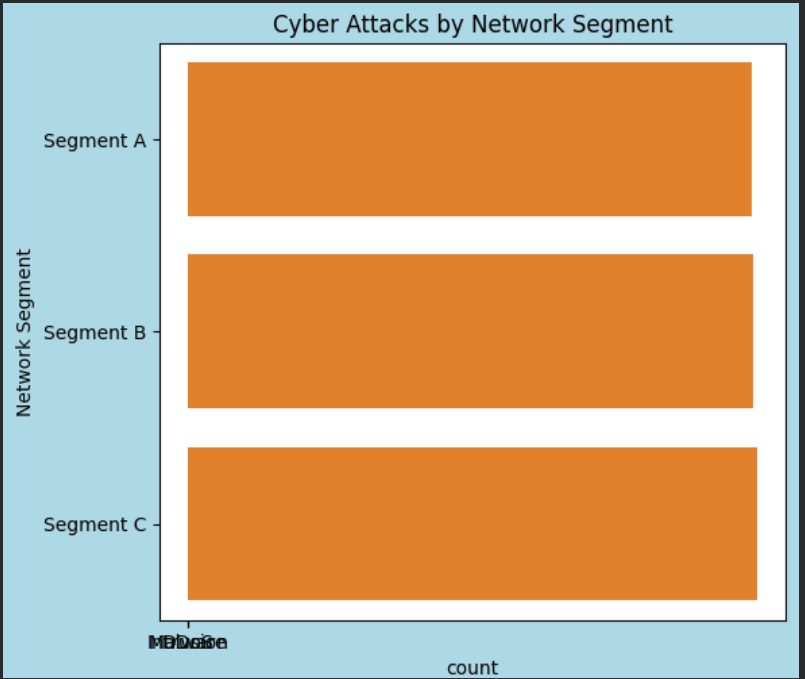 Cyber Attacks by Network Segment
Segment A
Segment B
Segment C
Network Segment
count